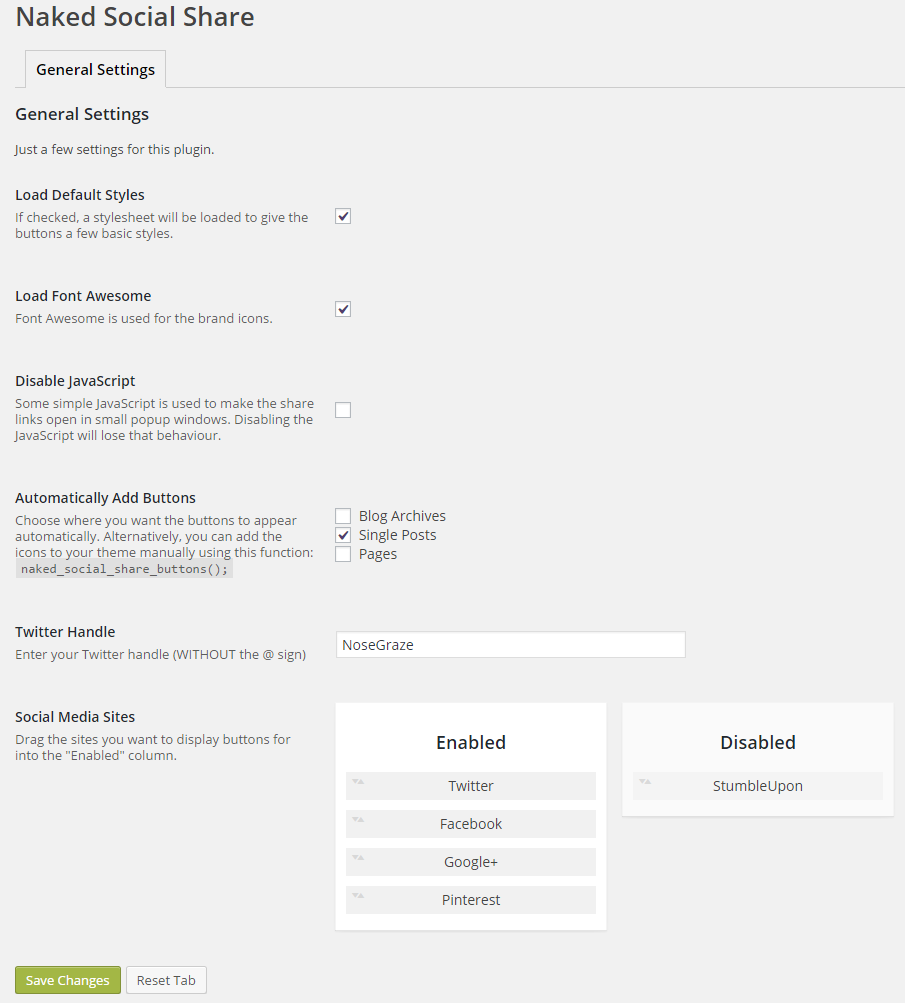 Naked Social Share
General Settings
General Settings
Just a few settings for this plugin.
Load Default Styles
If checked, a stylesheet will be loaded to give the
buttons a few basic styles.
Load Font Awesome
Font Awesome is used for the brand icons.
Disable JavaScript
Some simple JavaScript is used to make the share
links open in small popup windows. Disabling the
JavaScript will lose that behaviour.
Automatically Add Buttons
Choose where you want the buttons to appear
automatically. Alternatively, you can add the
icons to your theme manually using this function:
naked_social_share_buttons();
Blog Archives
Single Posts
Pages
Twitter Handle
Enter your Twitter handle (WITHOUT the @ sign)
NoseGraze
Social Media Sites
Drag the sites you want to display buttons for
into the "Enabled" column.
Enabled
Twitter
Facebook
Google+
Pinterest
Disabled
StumbleUpon
Save Changes
Reset Tab